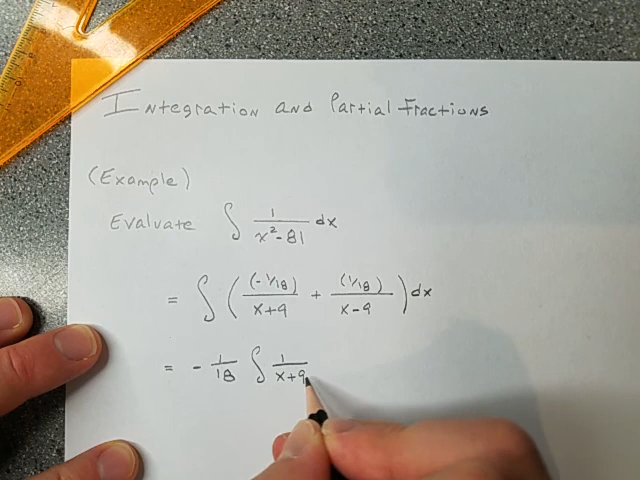 Integration and Partial Fractions
(Example)
Evaluate ∫ 1/(x²-81) dx
= ∫ ( (-1/18)/(x+9) + (1/18)/(x-9) ) dx
= - 1/18 ∫ 1/(x+9)